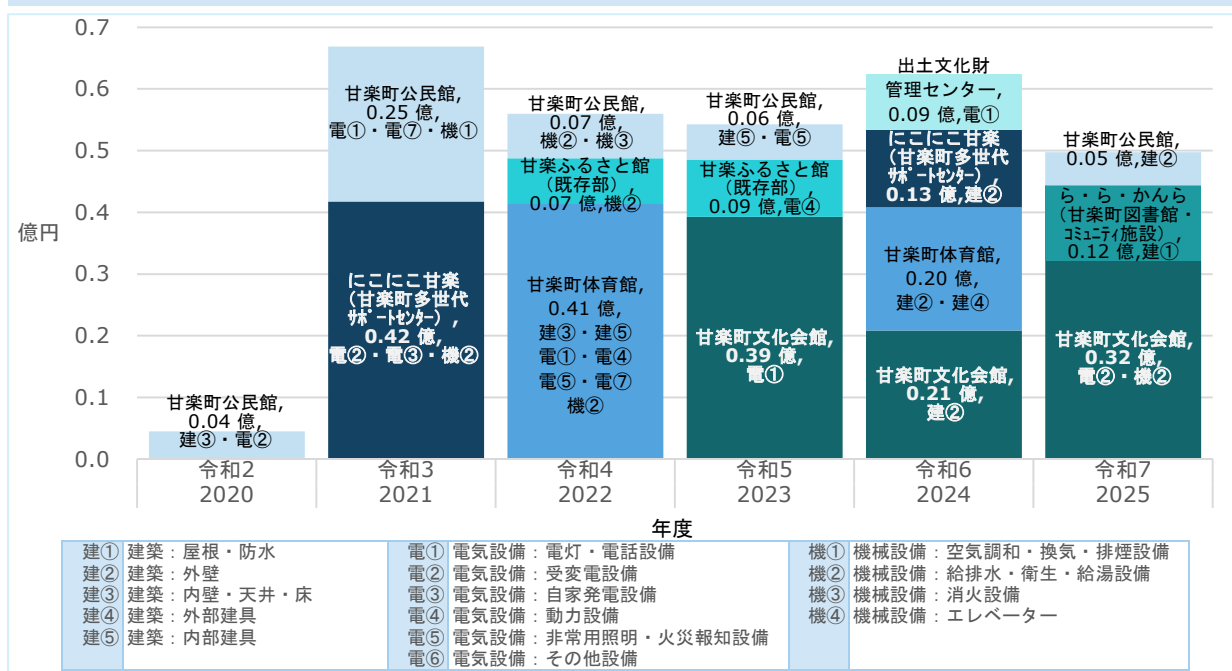 0.7
0.6
0.5
0.4
0.3
0.2
0.1
0.0
億円
甘楽町公民館,
0.04 億,
建③・電②
甘楽町公民館,
0.25 億,
電①・電⑦・機①
にこにこ甘楽
(甘楽町多世代
ｻﾎﾟｰﾄｾﾝﾀｰ),
0.42 億,
電②・電③・機②
甘楽町公民館,
0.07 億,
機②・機③
甘楽ふるさと館
(既存部),
0.07 億,機②
甘楽町体育館,
0.41 億,
建③・建⑤
電①・電④
電⑤・電⑦
機②
甘楽町公民館,
0.06 億,
建⑤・電⑤
甘楽ふるさと館
(既存部),
0.09 億,電④
甘楽町文化会館,
0.39 億,
電①
出土文化財
管理センター,
0.09 億,電①
にこにこ甘楽
(甘楽町多世代
ｻﾎﾟｰﾄｾﾝﾀｰ),
0.13 億,建②
甘楽町体育館,
0.20 億,
建②・建④
甘楽町文化会館,
0.21 億,
建②
甘楽町公民館,
0.05 億,建②
ら・ら・かんら
(甘楽町図書館・
ｺﾐｭﾆﾃｨ施設),
0.12 億,建①
甘楽町文化会館,
0.32 億,
電②・機②
令和2 令和3 令和4 令和5 令和6 令和7
2020 2021 2022 2023 2024 2025
年度
建① 建築：屋根・防水
建② 建築：外壁
建③ 建築：内壁・天井・床
建④ 建築：外部建具
建⑤ 建築：内部建具
電① 電気設備：電灯・電話設備
電② 電気設備：受変電設備
電③ 電気設備：自家発電設備
電④ 電気設備：動力設備
電⑤ 電気設備：非常用照明・火災報知設備
電⑥ 電気設備：その他設備
機① 機械設備：空気調和・換気・排煙設備
機② 機械設備：給排水・衛生・給湯設備
機③ 機械設備：消火設備
機④ 機械設備：エレベーター